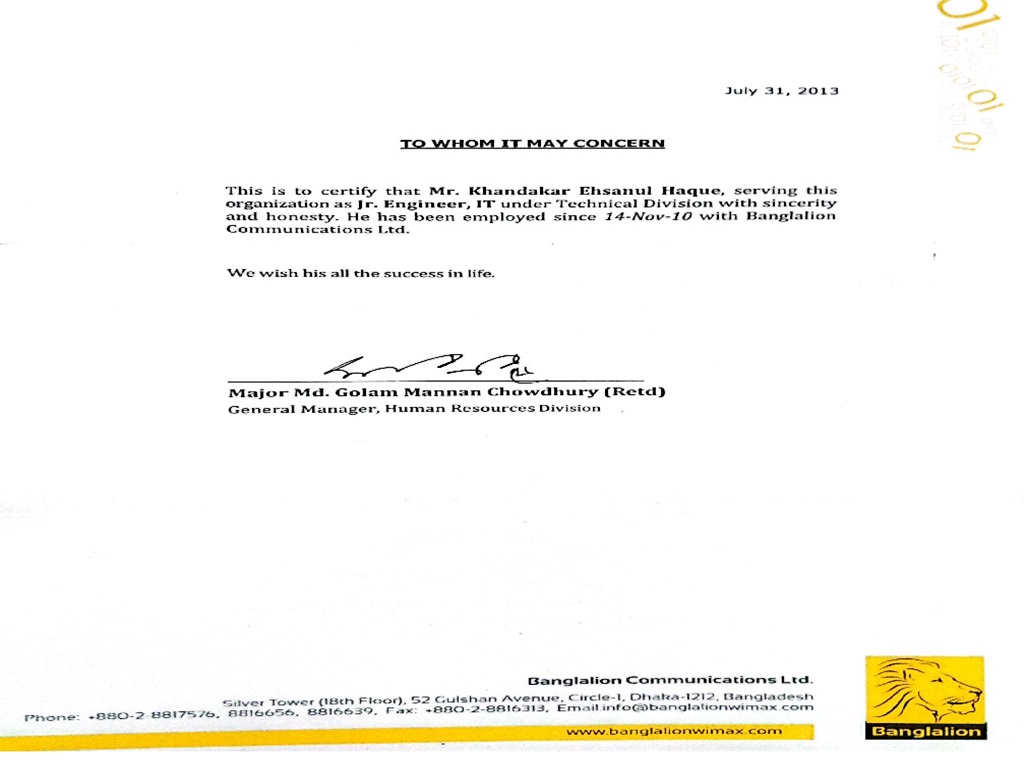 01
01
01
July 31, 2013
TO WHOM IT MAY CONCERN
This is to certify that Mr. Khandakar Ehsanul Haque, serving this
organization as Jr. Engineer, IT under Technical Division with sincerity
and honesty. He has been employed since 14-Nov-10 with Banglalion
Communications Ltd.
We wish his all the success in life.
Major Md. Golam Mannan Chowdhury (Retd)
General Manager, Human Resources Division
Banglalion Communications Ltd.
Silver Tower (18th Floor), 52 Gulshan Avenue, Circle-1, Dhaka-1212, Bangladesh
Phone: +880-2-8817576, 8816656, 8816639, Fax: +880-2-8816313, Email:info@banglalionwimax.com
www.banglalionwimax.com
Banglalion